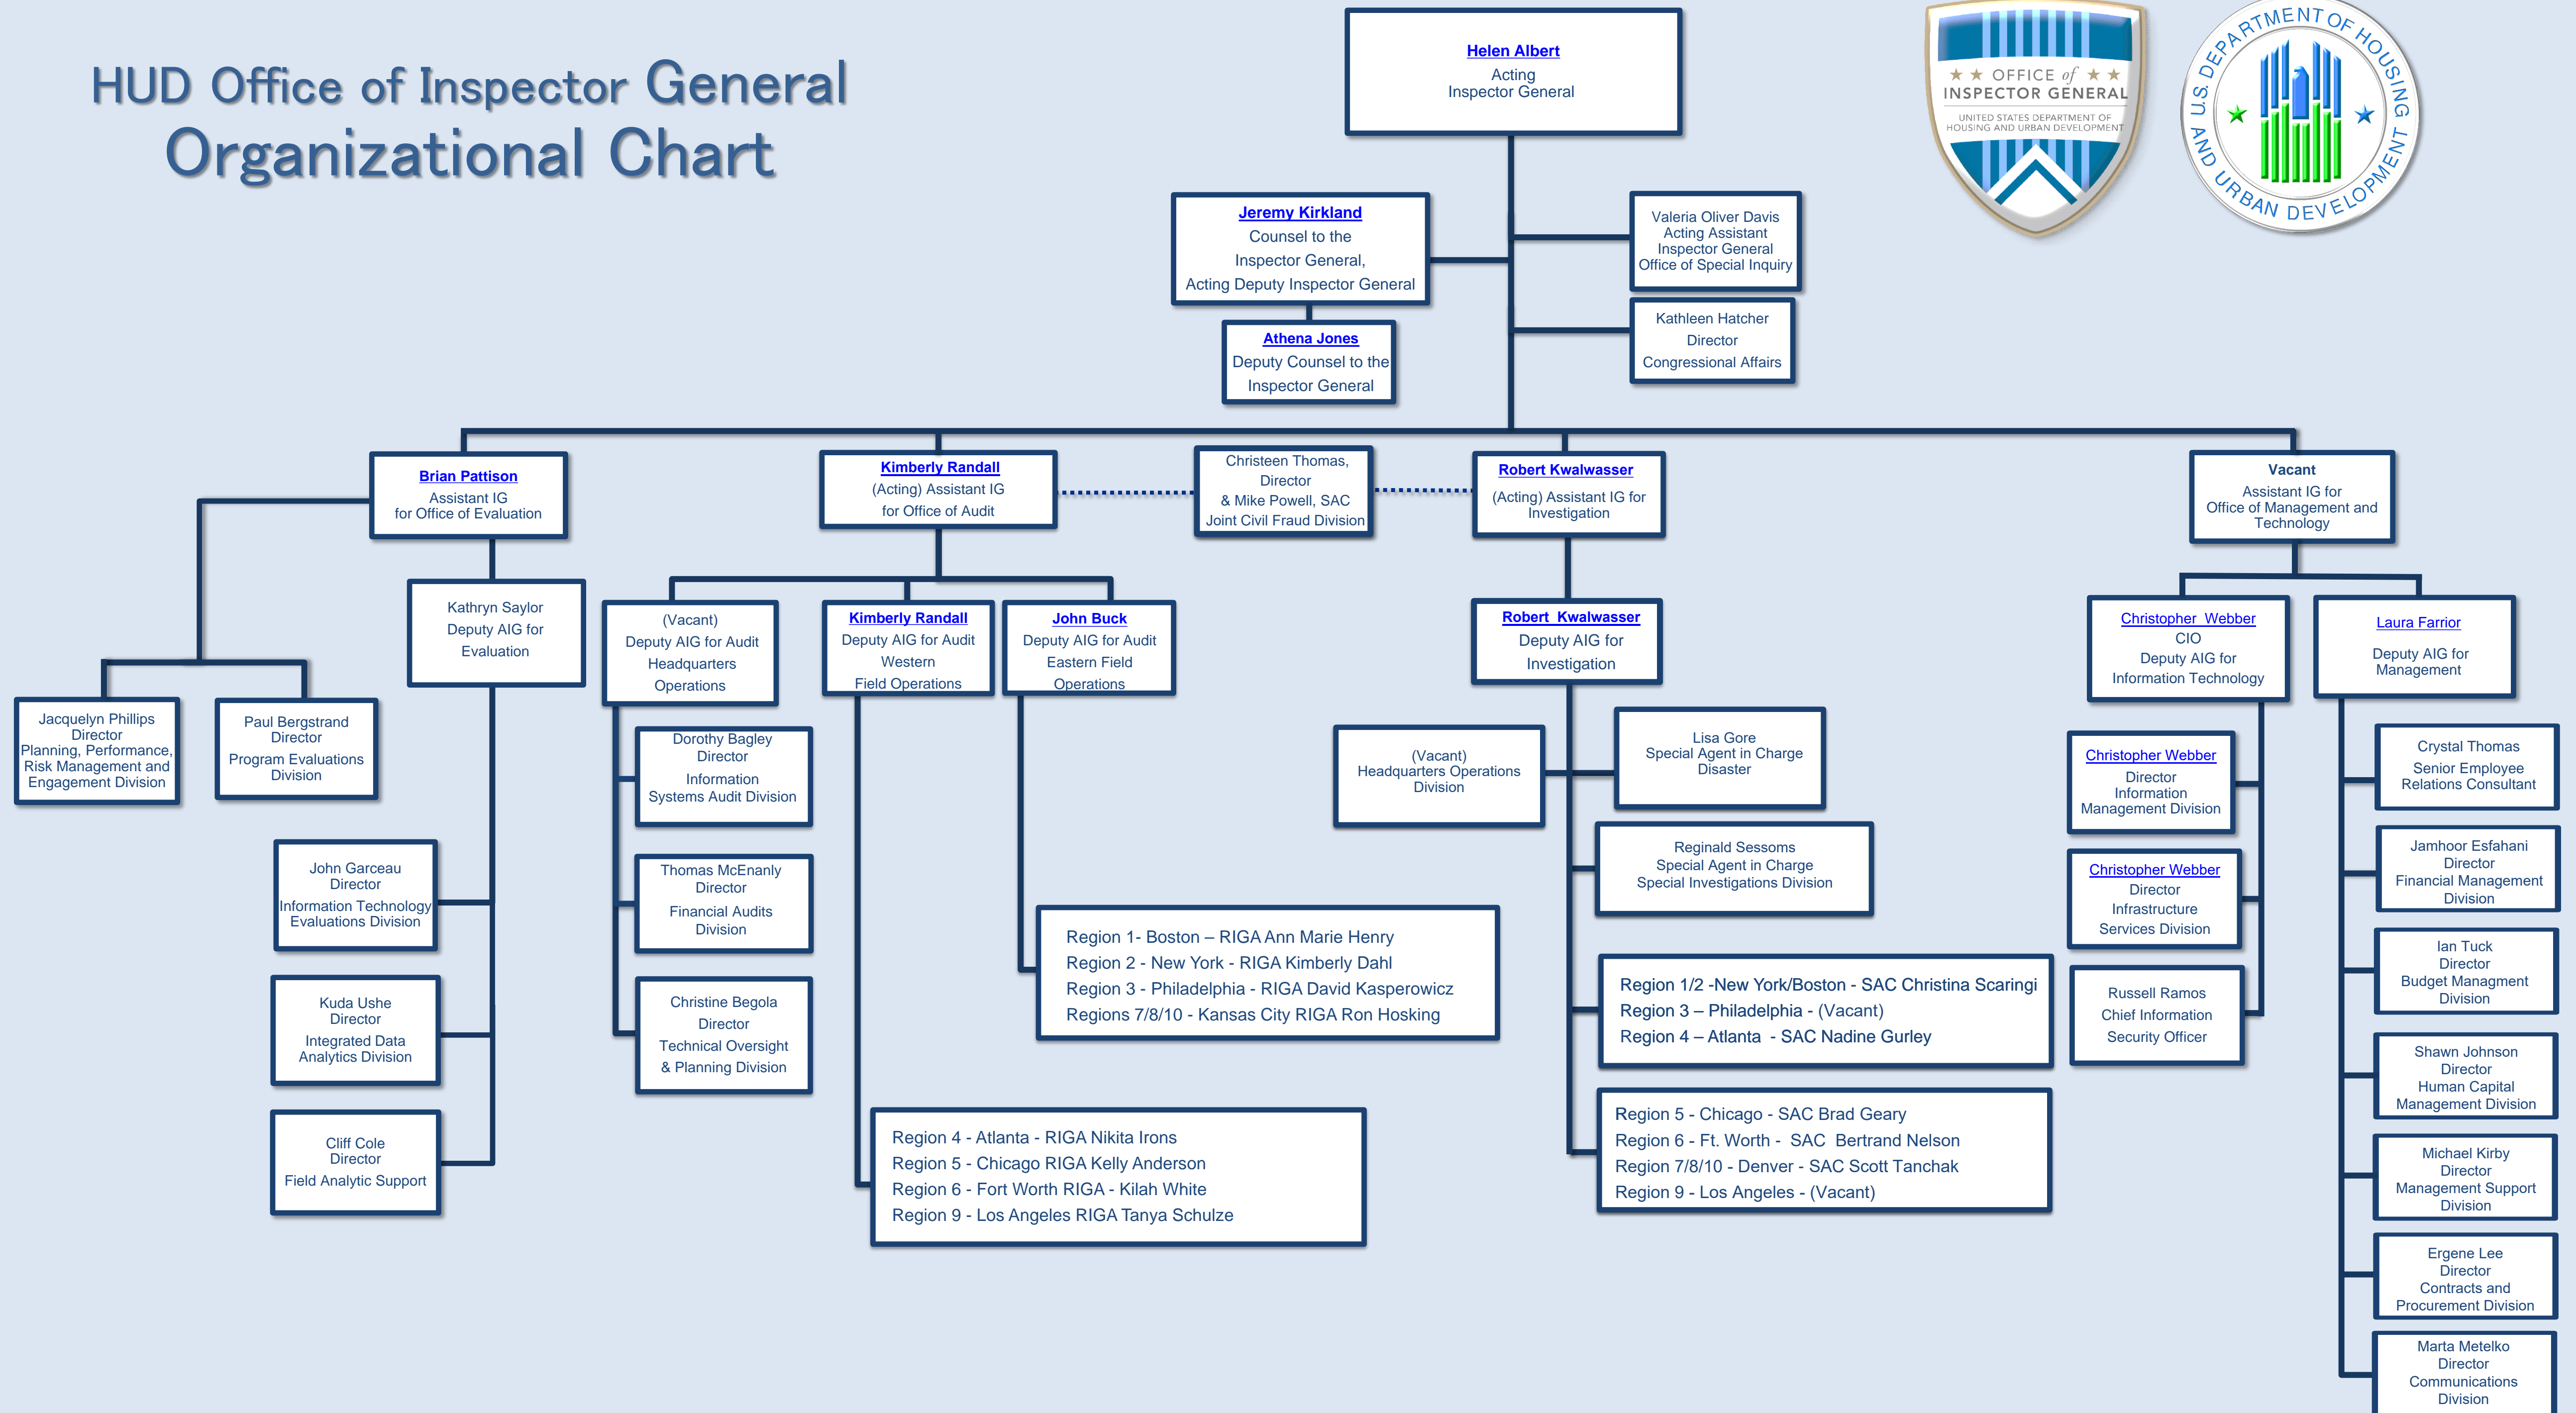 HUD Office of Inspector General
Organizational Chart
Helen Albert
Acting
Inspector General
★ ★ OFFICE of ★ ★
INSPECTOR GENERAL
UNITED STATES DEPARTMENT OF
HOUSING AND URBAN DEVELOPMENT
U.S. DEPARTMENT OF HOUSING
AND URBAN DEVELOPMENT
Jeremy Kirkland
Counsel to the
Inspector General,
Acting Deputy Inspector General
Valeria Oliver Davis
Acting Assistant
Inspector General
Office of Special Inquiry
Athena Jones
Deputy Counsel to the
Inspector General
Kathleen Hatcher
Director
Congressional Affairs
Brian Pattison
Assistant IG
for Office of Evaluation
Kimberly Randall
(Acting) Assistant IG
for Office of Audit
Christeen Thomas,
Director
& Mike Powell, SAC
Joint Civil Fraud Division
Robert Kwalwasser
(Acting) Assistant IG for
Investigation
Vacant
Assistant IG for
Office of Management and
Technology
Kathryn Saylor
Deputy AIG for
Evaluation
(Vacant)
Deputy AIG for Audit
Headquarters
Operations
Kimberly Randall
Deputy AIG for Audit
Western
Field Operations
John Buck
Deputy AIG for Audit
Eastern Field
Operations
Robert  Kwalwasser
Deputy AIG for
Investigation
Christopher  Webber
CIO
Deputy AIG for
Information Technology
Laura Farrior
Deputy AIG for
Management
Jacquelyn Phillips
Director
Planning, Performance,
Risk Management and
Engagement Division
Paul Bergstrand
Director
Program Evaluations
Division
John Garceau
Director
Information Technology
Evaluations Division
Kuda Ushe
Director
Integrated Data
Analytics Division
Cliff Cole
Director
Field Analytic Support
Dorothy Bagley
Director
Information
Systems Audit Division
Thomas McEnanly
Director
Financial Audits
Division
Christine Begola
Director
Technical Oversight
& Planning Division
Region 1- Boston – RIGA Ann Marie Henry
Region 2 - New York - RIGA Kimberly Dahl
Region 3 - Philadelphia - RIGA David Kasperowicz
Regions 7/8/10 - Kansas City RIGA Ron Hosking
Region 4 - Atlanta - RIGA Nikita Irons
Region 5 - Chicago RIGA Kelly Anderson
Region 6 - Fort Worth RIGA - Kilah White
Region 9 - Los Angeles RIGA Tanya Schulze
(Vacant)
Headquarters Operations
Division
Lisa Gore
Special Agent in Charge
Disaster
Reginald Sessoms
Special Agent in Charge
Special Investigations Division
Region 1/2 -New York/Boston - SAC Christina Scaringi
Region 3 – Philadelphia - (Vacant)
Region 4 – Atlanta  - SAC Nadine Gurley
Region 5 - Chicago - SAC Brad Geary
Region 6 - Ft. Worth -  SAC  Bertrand Nelson
Region 7/8/10 - Denver - SAC Scott Tanchak
Region 9 - Los Angeles - (Vacant)
Christopher Webber
Director
Information
Management Division
Christopher Webber
Director
Infrastructure
Services Division
Russell Ramos
Chief Information
Security Officer
Crystal Thomas
Senior Employee
Relations Consultant
Jamhoor Esfahani
Director
Financial Management
Division
Ian Tuck
Director
Budget Managment
Division
Shawn Johnson
Director
Human Capital
Management Division
Michael Kirby
Director
Management Support
Division
Ergene Lee
Director
Contracts and
Procurement Division
Marta Metelko
Director
Communications
Division